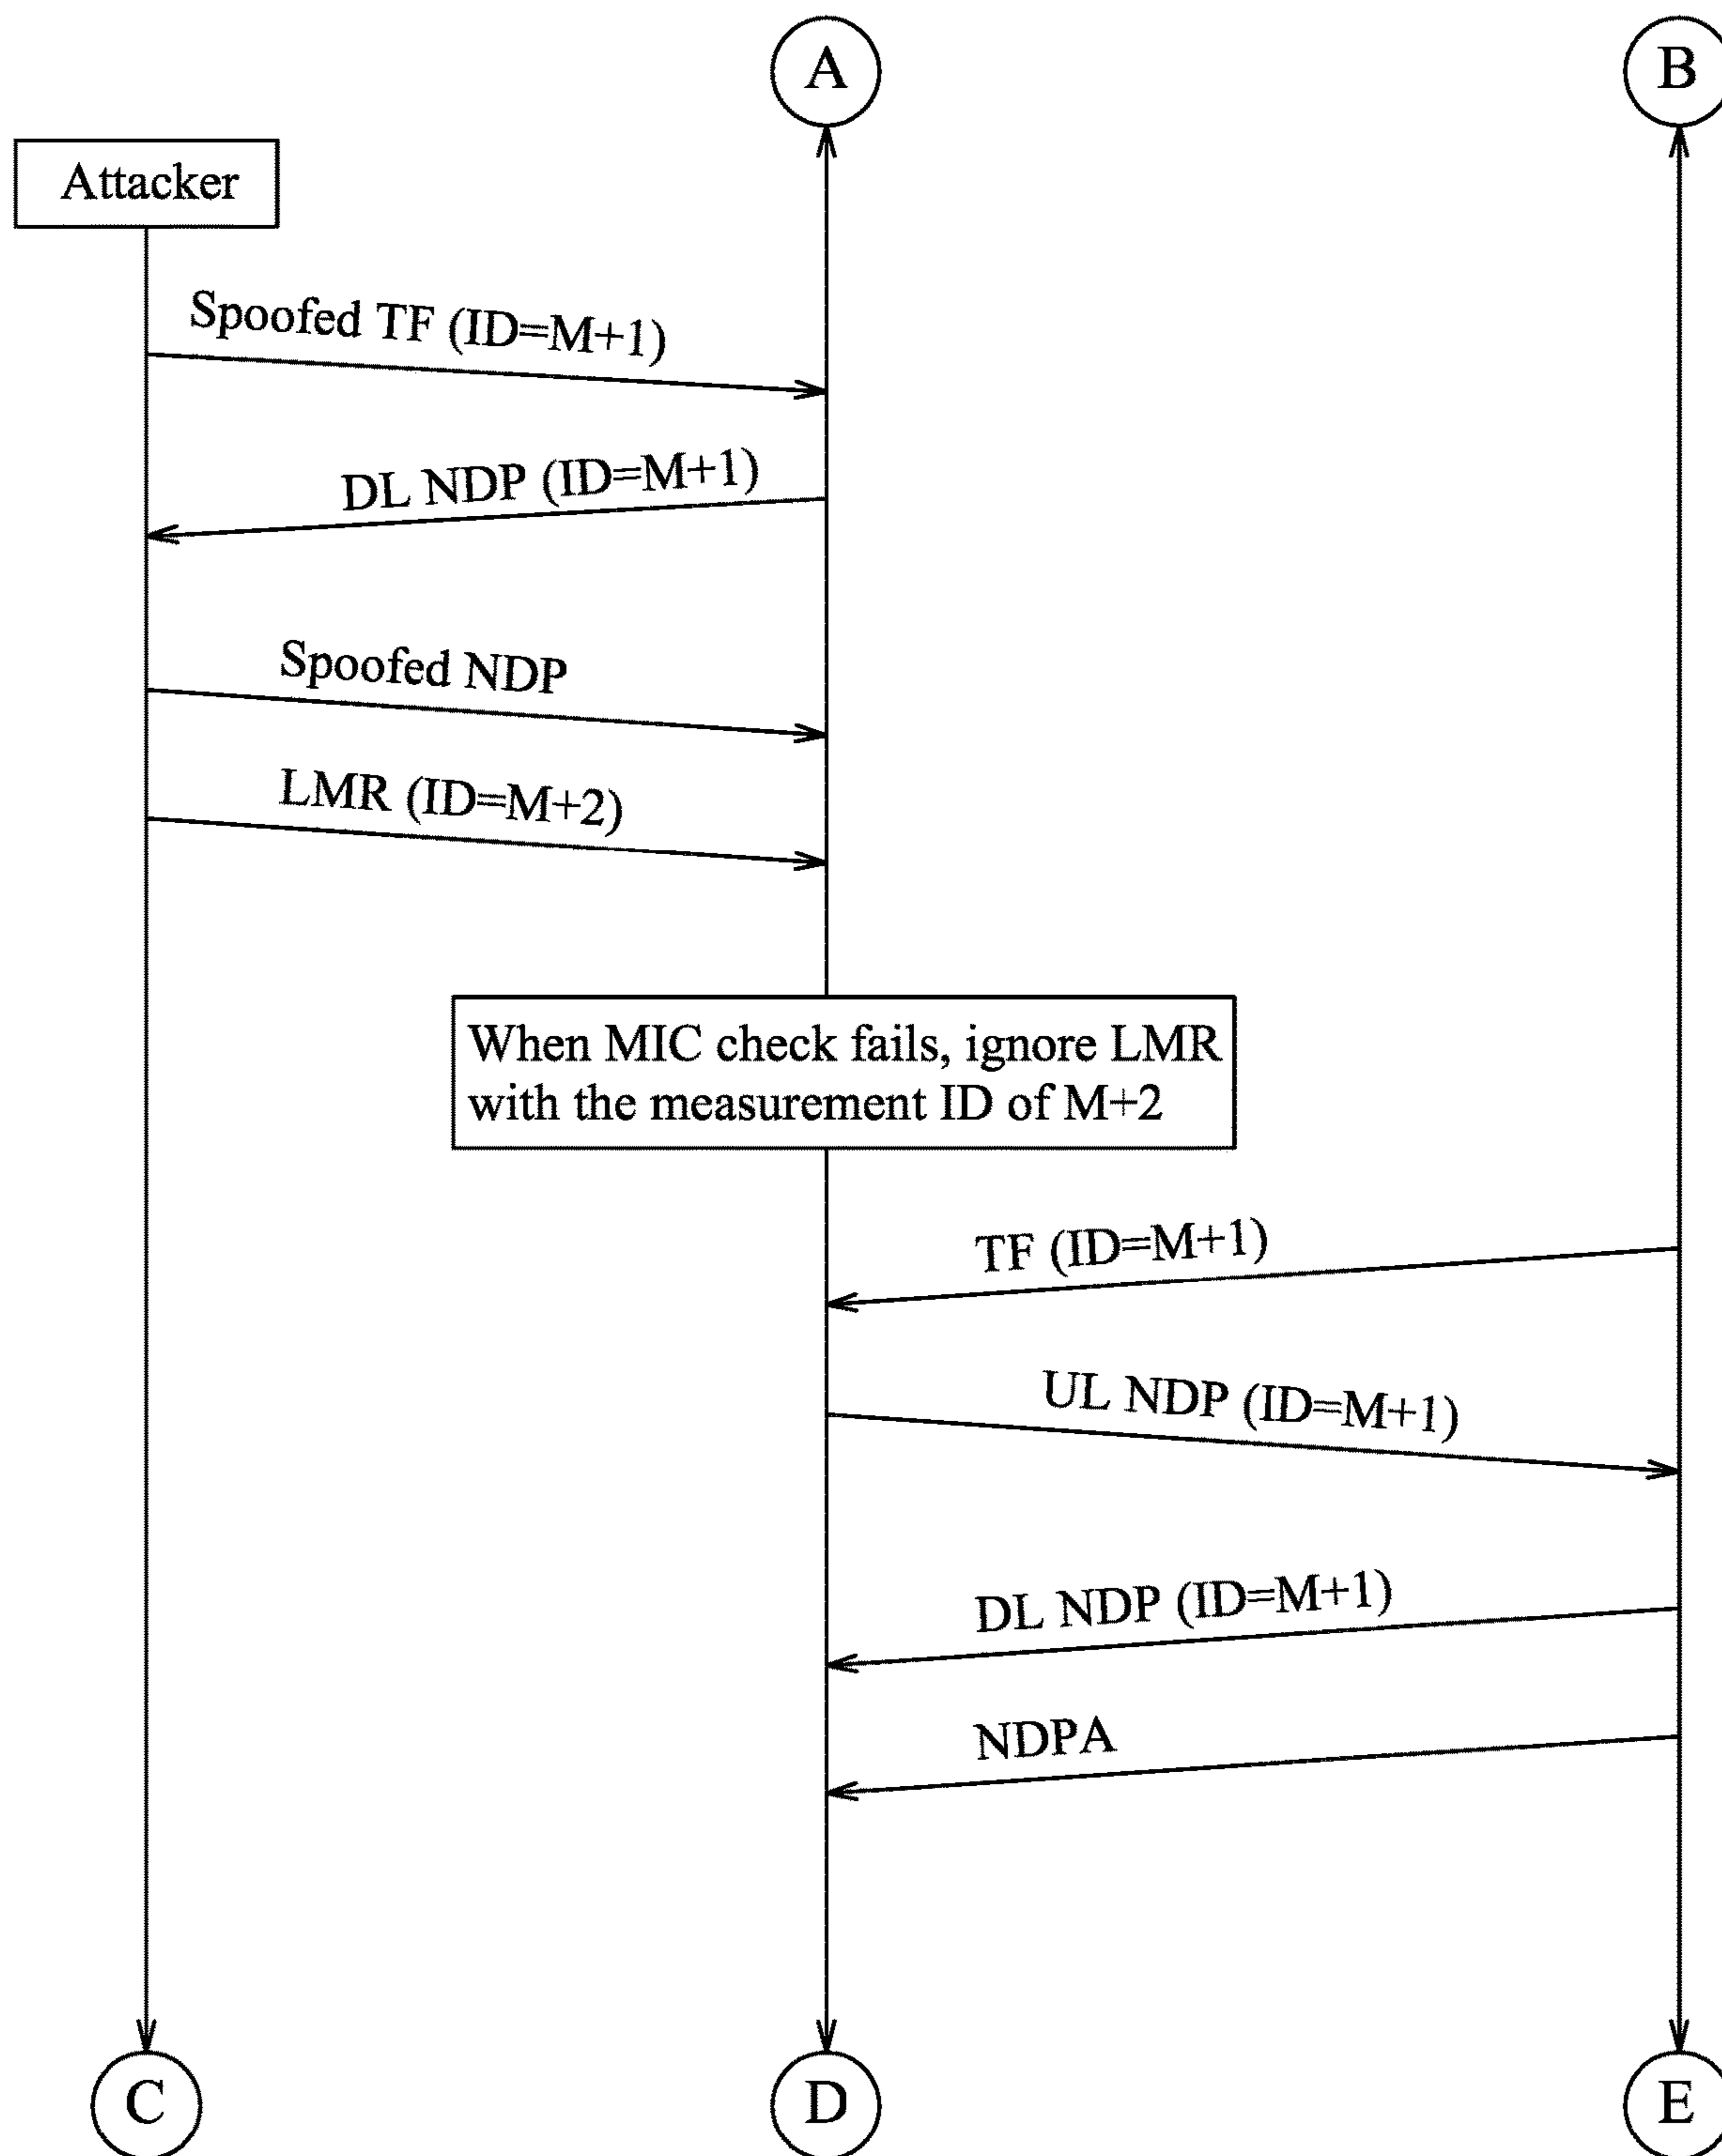 A
B
Attacker
Spoofed TF (ID=M+1)
DL NDP (ID=M+1)
Spoofed NDP
LMR (ID=M+2)
When MIC check fails, ignore LMR
with the measurement ID of M+2
TF (ID=M+1)
UL NDP (ID=M+1)
DL NDP (ID=M+1)
NDPA
C
D
E